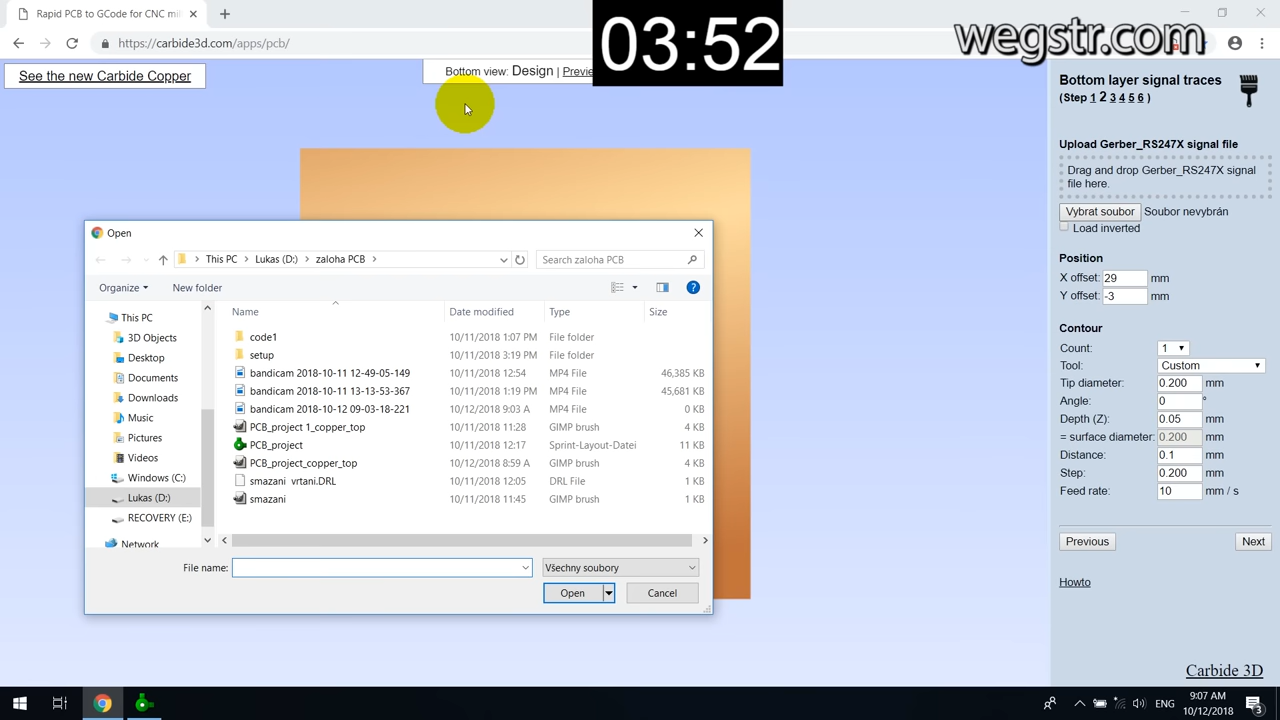 Rapid PCB to GCode for CNC mil
https://carbide3d.com/apps/pcb/
03:52
wegstr.com
See the new Carbide Copper
Bottom view: Design | Previe
Bottom layer signal traces
(Step 1 2 3 4 5 6 )
Upload Gerber_RS247X signal file
Drag and drop Gerber_RS247X signal
file here.
Vybrat soubor Soubor nevybrán
Load inverted
Position
X offset: 29 mm
Y offset: -3 mm
Contour
Count: 1
Tool: Custom
Tip diameter: 0.200 mm
Angle: 0 °
Depth (Z): 0.05 mm
= surface diameter: 0.200 mm
Distance: 0.1 mm
Step: 0.200 mm
Feed rate: 10 mm / s
Previous Next
Howto
Carbide 3D
Open
This PC > Lukas (D:) > zaloha PCB >
Search zaloha PCB
Organize New folder
This PC
3D Objects
Desktop
Documents
Downloads
Music
Pictures
Videos
Windows (C:)
Lukas (D:)
RECOVERY (E:)
Network
Name Date modified Type Size
code1 10/11/2018 1:07 PM File folder
setup 10/11/2018 3:19 PM File folder
bandicam 2018-10-11 12-49-05-149 10/11/2018 12:54 MP4 File 46,385 KB
bandicam 2018-10-11 13-13-53-367 10/11/2018 1:19 PM MP4 File 45,681 KB
bandicam 2018-10-12 09-03-18-221 10/12/2018 9:03 A MP4 File 0 KB
PCB_project 1_copper_top 10/11/2018 11:28 GIMP brush 4 KB
PCB_project 10/11/2018 12:17 Sprint-Layout-Datei 11 KB
PCB_project_copper_top 10/12/2018 8:59 A GIMP brush 4 KB
smazani vrtani.DRL 10/11/2018 12:05 DRL File 1 KB
smazani 10/11/2018 11:45 GIMP brush 1 KB
File name: Všechny soubory
Open Cancel
ENG
9:07 AM
10/12/2018
3